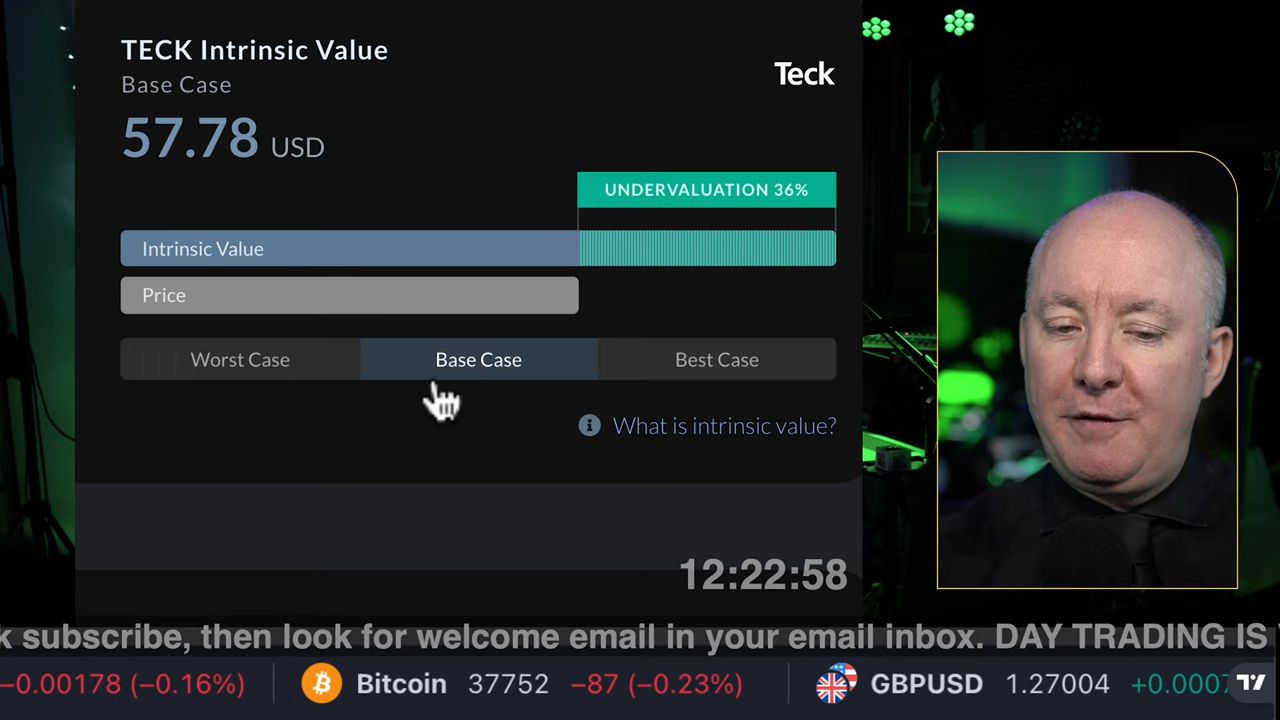 TECK Intrinsic Value
Base Case
Teck
57.78 USD
UNDERVALUATION 36%
Intrinsic Value
Price
Worst Case
Base Case
Best Case
What is intrinsic value?
12:22:58
subscribe, then look for welcome email in your email inbox. DAY TRADING IS
−0.00178 (−0.16%)
Bitcoin 37752 −87 (−0.23%)
GBPUSD 1.27004 +0.0007